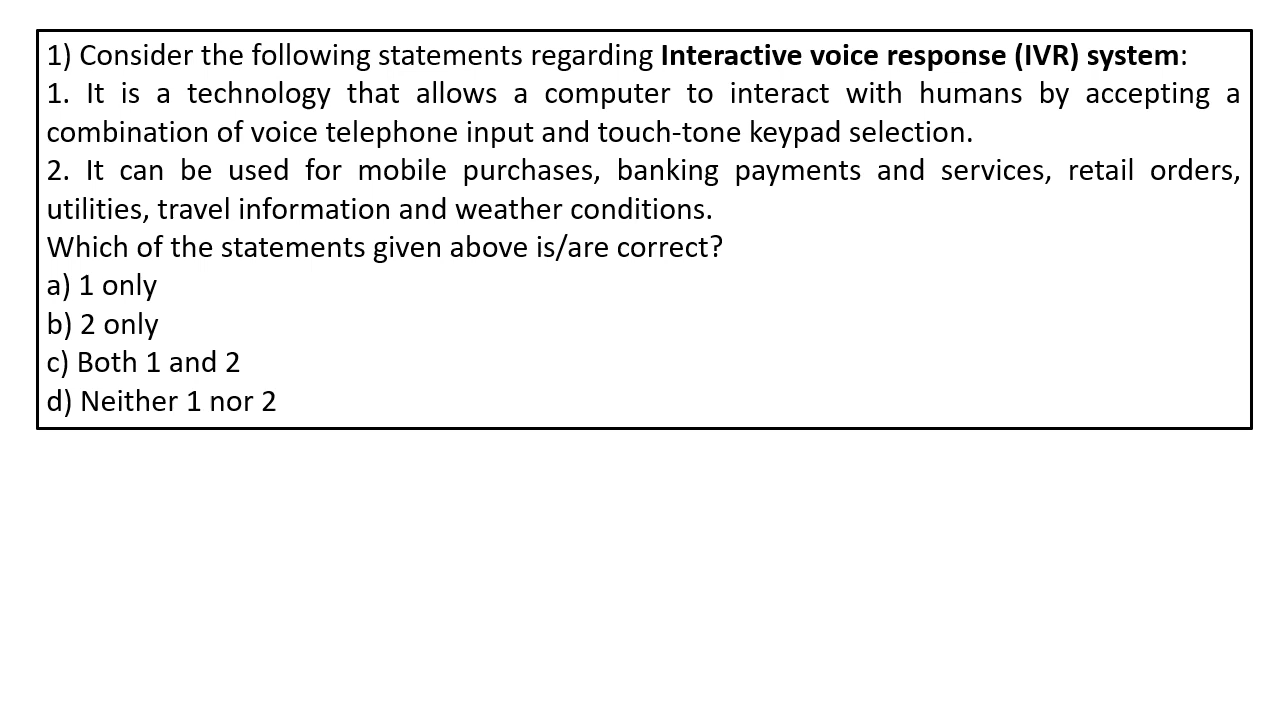 1) Consider the following statements regarding Interactive voice response (IVR) system:
1. It is a technology that allows a computer to interact with humans by accepting a
combination of voice telephone input and touch-tone keypad selection.
2. It can be used for mobile purchases, banking payments and services, retail orders,
utilities, travel information and weather conditions.
Which of the statements given above is/are correct?
a) 1 only
b) 2 only
c) Both 1 and 2
d) Neither 1 nor 2